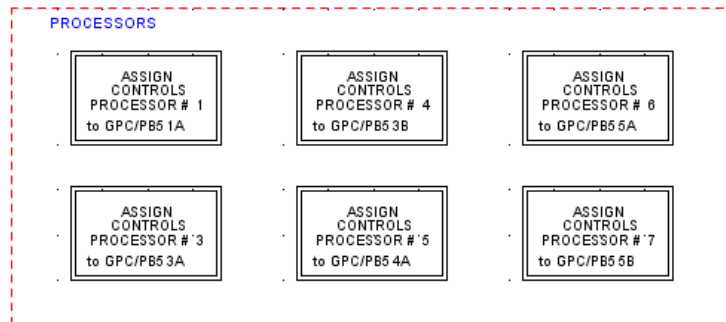 PROCESSORS
ASSIGN
CONTROLS
PROCESSOR # 1
to GPC/PB5 1A
ASSIGN
CONTROLS
PROCESSOR # 4
to GPC/PB5 3B
ASSIGN
CONTROLS
PROCESSOR # 6
to GPC/PB5 5A
ASSIGN
CONTROLS
PROCESSOR # 3
to GPC/PB5 3A
ASSIGN
CONTROLS
PROCESSOR # 5
to GPC/PB5 4A
ASSIGN
CONTROLS
PROCESSOR # 7
to GPC/PB5 5B